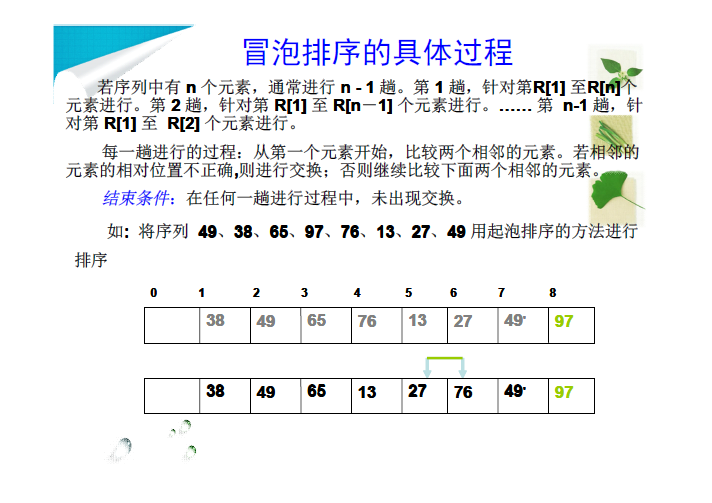 冒泡排序的具体过程
若序列中有 n 个元素，通常进行 n - 1 趟。第 1 趟，针对第R[1] 至R[n]个
元素进行。第 2 趟，针对第 R[1] 至 R[n－1] 个元素进行。…… 第 n-1 趟，针
对第 R[1] 至 R[2] 个元素进行。
每一趟进行的过程：从第一个元素开始，比较两个相邻的元素。若相邻的
元素的相对位置不正确,则进行交换；否则继续比较下面两个相邻的元素。
结束条件：在任何一趟进行过程中，未出现交换。
如: 将序列 49、38、65、97、76、13、27、49 用起泡排序的方法进行
排序
0 1 2 3 4 5 6 7 8
38 49 65 76 13 27 49· 97
38 49 65 13 27 76 49· 97